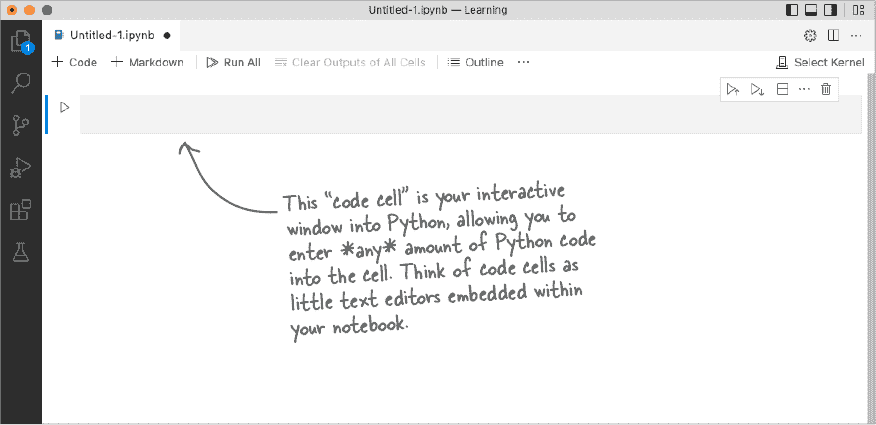 Untitled-1.ipynb — Learning
Untitled-1.ipynb
1
Code Markdown Run All Clear Outputs of All Cells Outline ... Select Kernel
This “code cell” is your interactive
window into Python, allowing you to
enter *any* amount of Python code
into the cell. Think of code cells as
little text editors embedded within
your notebook.